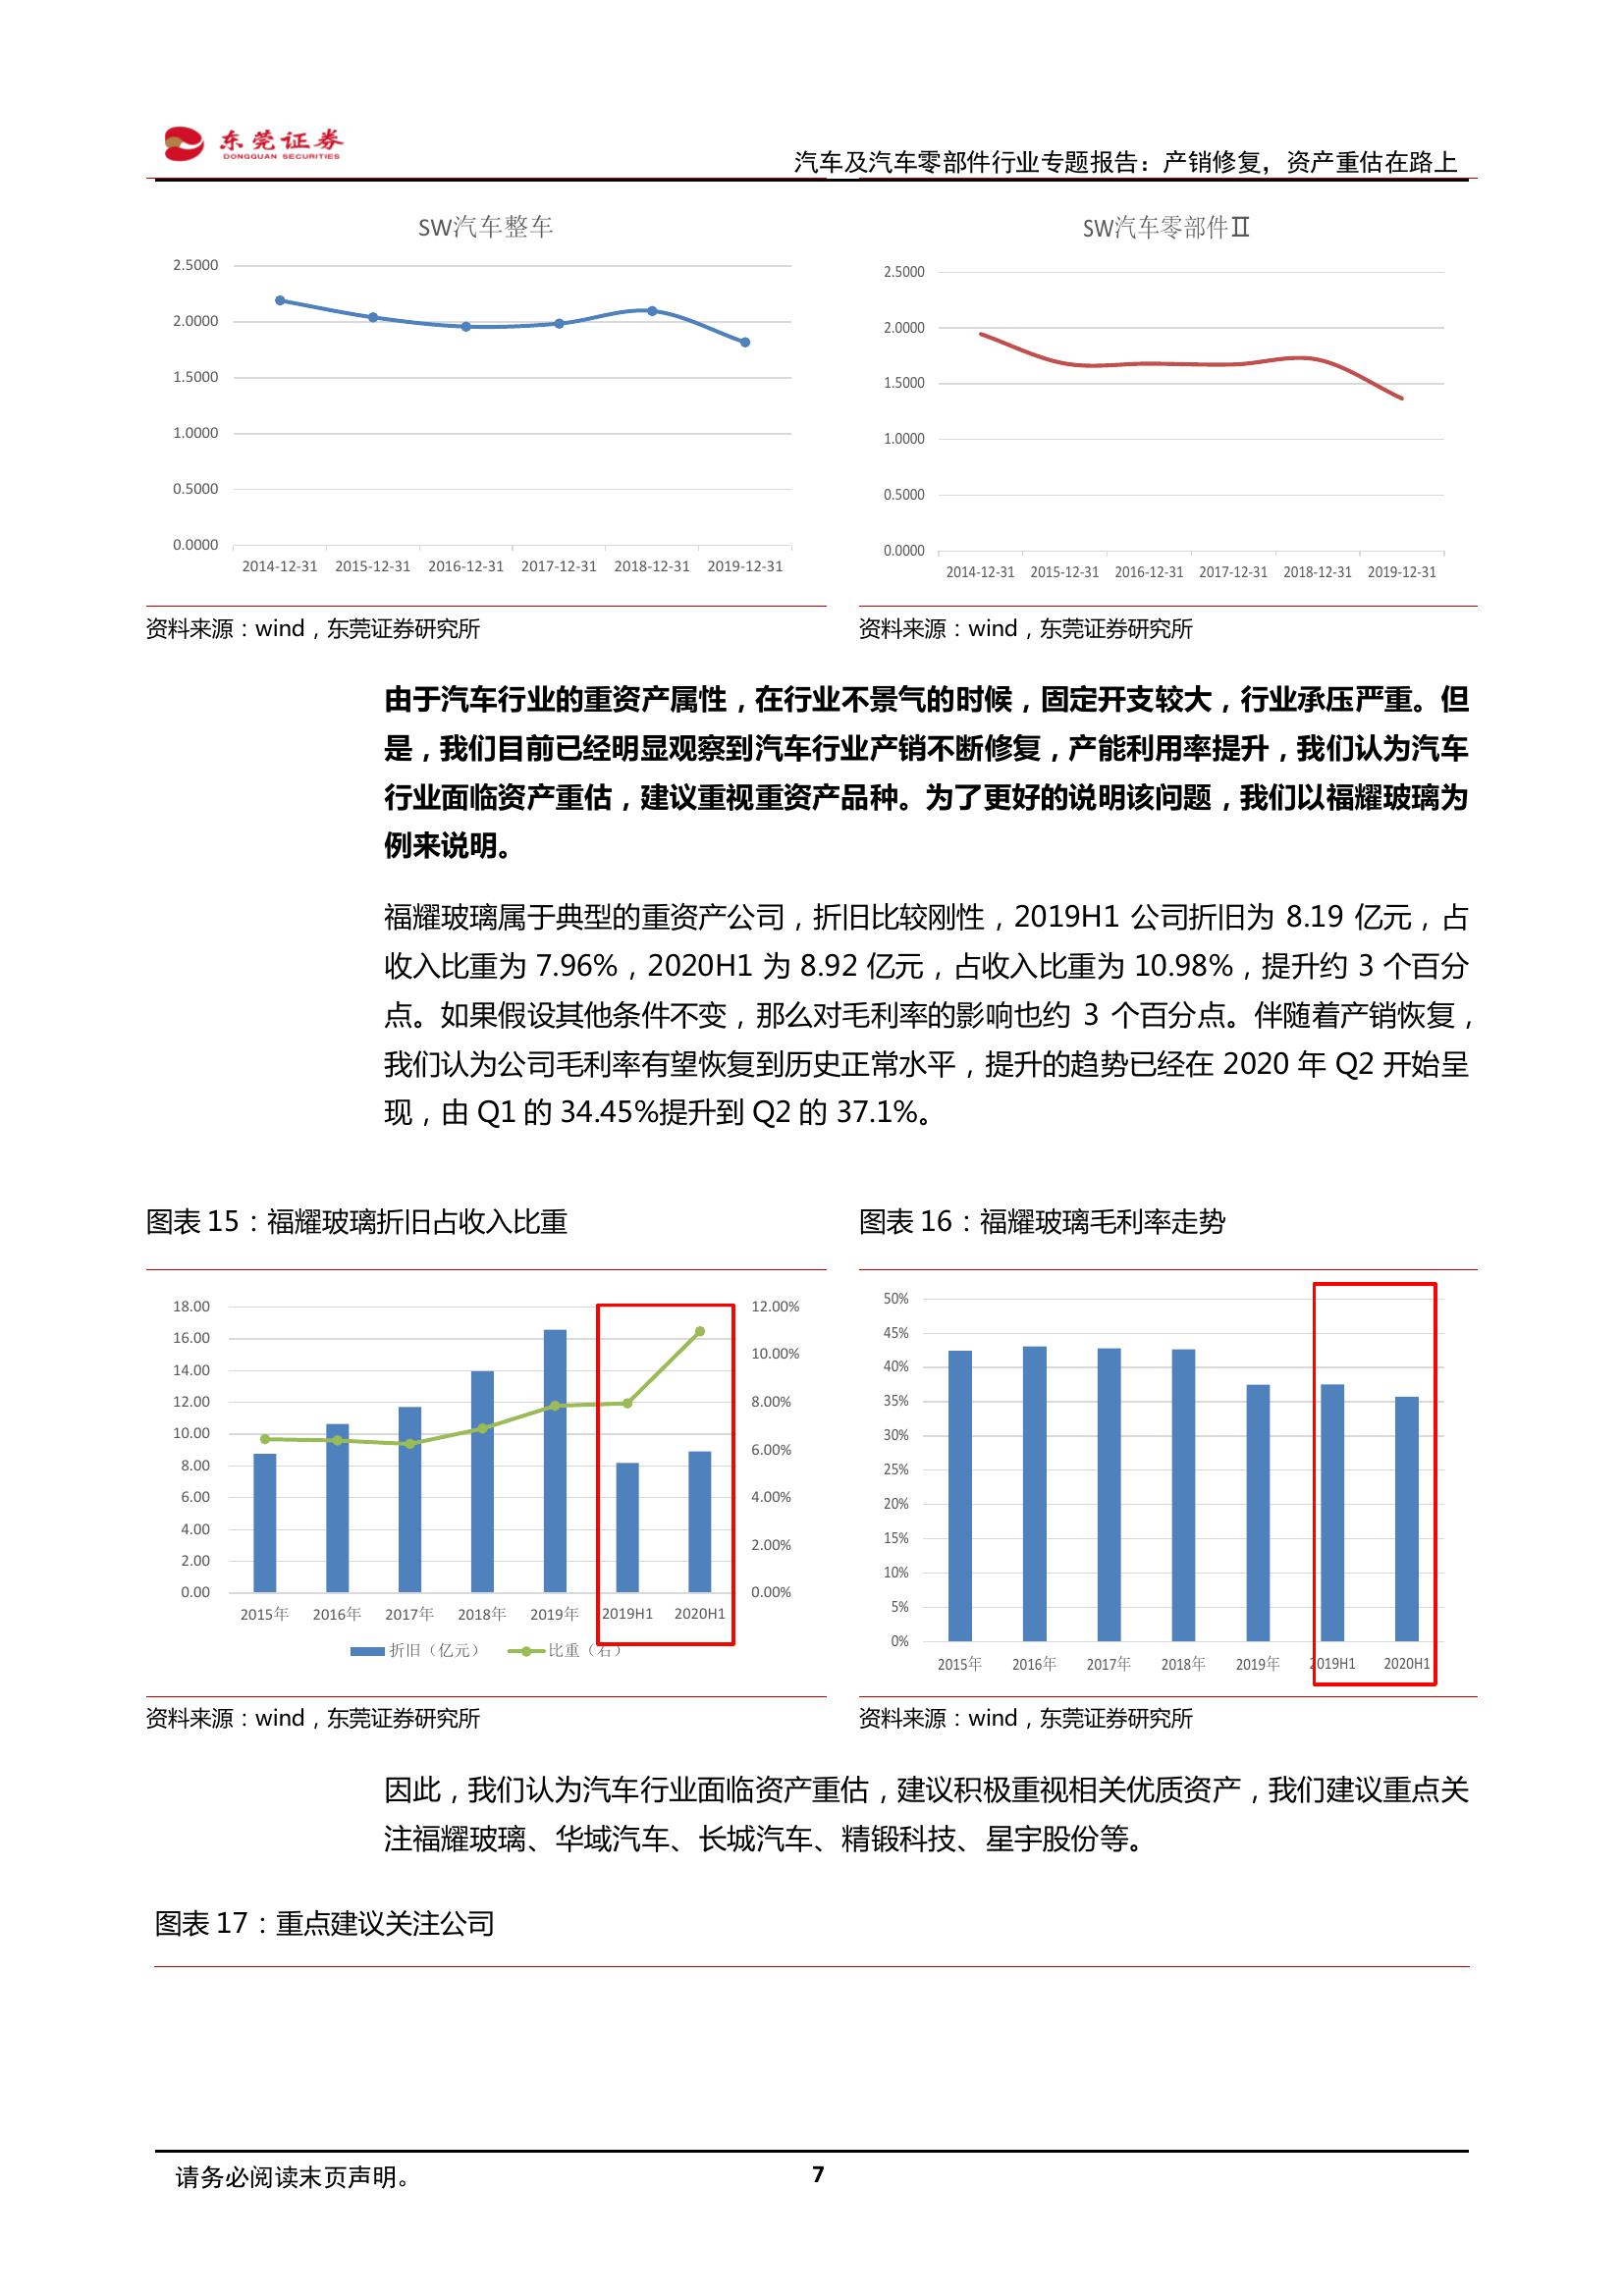 东莞证券
DONGGUAN SECURITIES
汽车及汽车零部件行业专题报告：产销修复，资产重估在路上
SW汽车整车
2.5000
2.0000
1.5000
1.0000
0.5000
0.0000
2014-12-31 2015-12-31 2016-12-31 2017-12-31 2018-12-31 2019-12-31
资料来源：wind，东莞证券研究所
SW汽车零部件Ⅱ
2.5000
2.0000
1.5000
1.0000
0.5000
0.0000
2014-12-31 2015-12-31 2016-12-31 2017-12-31 2018-12-31 2019-12-31
资料来源：wind，东莞证券研究所
由于汽车行业的重资产属性，在行业不景气的时候，固定开支较大，行业承压严重。但
是，我们目前已经明显观察到汽车行业产销不断修复，产能利用率提升，我们认为汽车
行业面临资产重估，建议重视重资产品种。为了更好的说明该问题，我们以福耀玻璃为
例来说明。
福耀玻璃属于典型的重资产公司，折旧比较刚性，2019H1 公司折旧为 8.19 亿元，占
收入比重为 7.96%，2020H1 为 8.92 亿元，占收入比重为 10.98%，提升约 3 个百分
点。如果假设其他条件不变，那么对毛利率的影响也约 3 个百分点。伴随着产销恢复，
我们认为公司毛利率有望恢复到历史正常水平，提升的趋势已经在 2020 年 Q2 开始呈
现，由 Q1 的 34.45%提升到 Q2 的 37.1%。
图表 15：福耀玻璃折旧占收入比重
18.00
16.00
14.00
12.00
10.00
8.00
6.00
4.00
2.00
0.00
12.00%
10.00%
8.00%
6.00%
4.00%
2.00%
0.00%
2015年 2016年 2017年 2018年 2019年 2019H1 2020H1
折旧（亿元） 比重（右）
资料来源：wind，东莞证券研究所
图表 16：福耀玻璃毛利率走势
50%
45%
40%
35%
30%
25%
20%
15%
10%
5%
0%
2015年 2016年 2017年 2018年 2019年 2019H1 2020H1
资料来源：wind，东莞证券研究所
因此，我们认为汽车行业面临资产重估，建议积极重视相关优质资产，我们建议重点关
注福耀玻璃、华域汽车、长城汽车、精锻科技、星宇股份等。
图表 17：重点建议关注公司
请务必阅读末页声明。
7